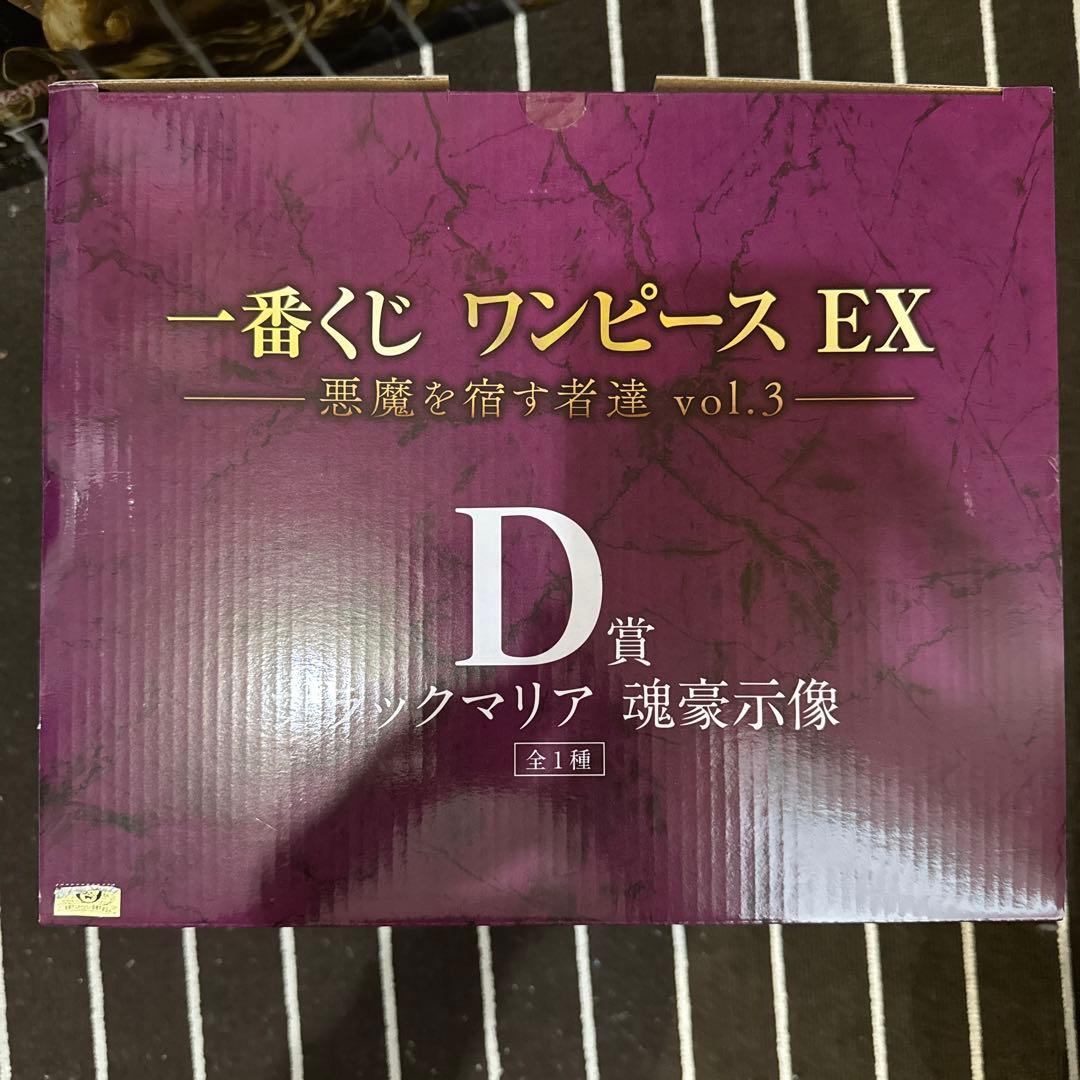 一番くじ ワンピース EX
悪魔を宿す者達 vol.3
D賞
ラックマリア 魂豪示像
全1種